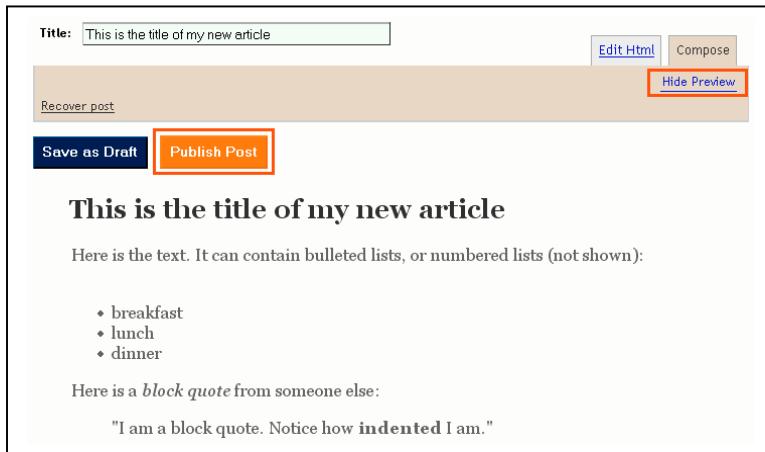 Title: This is the title of my new article
Edit Html Compose
Hide Preview
Recover post
Save as Draft Publish Post
This is the title of my new article
Here is the text. It can contain bulleted lists, or numbered lists (not shown):
• breakfast
• lunch
• dinner
Here is a block quote from someone else:
"I am a block quote. Notice how indented I am."